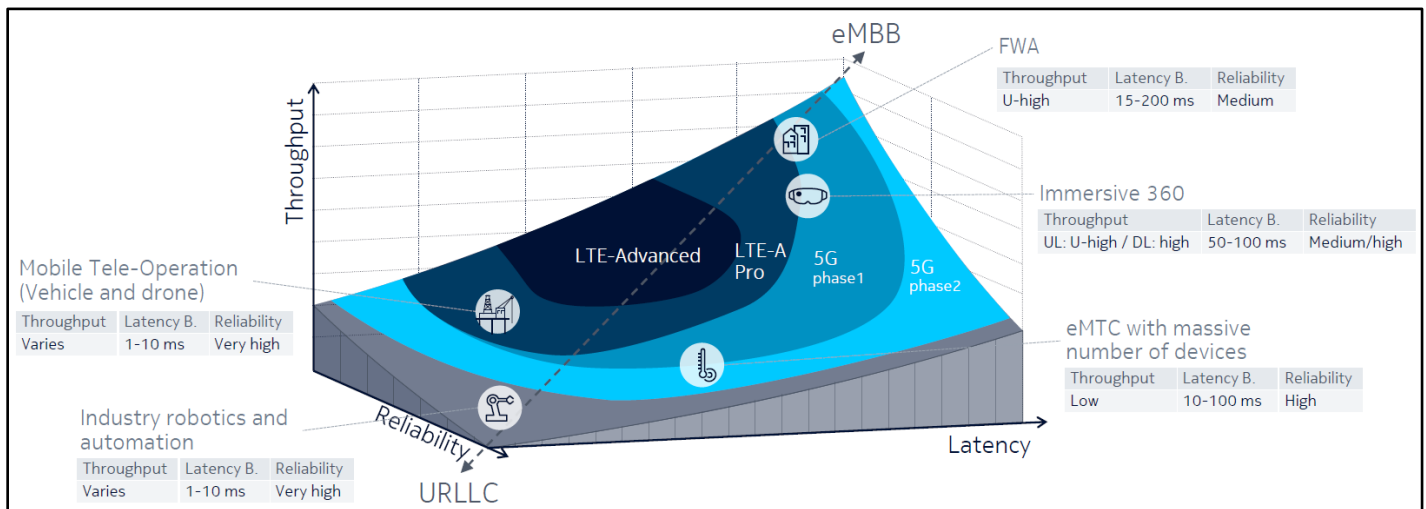 eMBB
FWA
Throughput Latency B. Reliability
U-high 15-200 ms Medium
Throughput
Immersive 360
Throughput Latency B. Reliability
UL: U-high / DL: high 50-100 ms Medium/high
LTE-Advanced
LTE-A
Pro
5G
phase1
5G
phase2
Mobile Tele-Operation
(Vehicle and drone)
Throughput Latency B. Reliability
Varies 1-10 ms Very high
eMTC with massive
number of devices
Throughput Latency B. Reliability
Low 10-100 ms High
Industry robotics and
automation
Throughput Latency B. Reliability
Varies 1-10 ms Very high
Reliability
Latency
URLLC